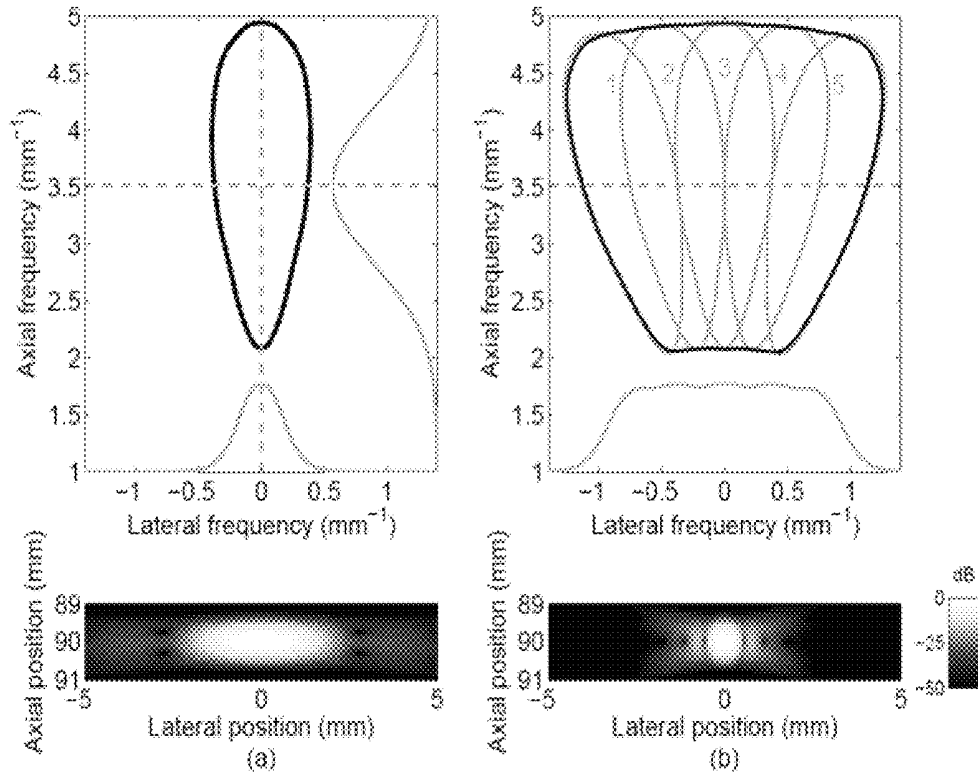 5
4.5
4
3.5
3
2.5
2
1.5
1
Axial frequency (mm⁻¹)
−1 −0.5 0 0.5 1
Lateral frequency (mm⁻¹)
5
4.5
4
3.5
3
2.5
2
1.5
1
Axial frequency (mm⁻¹)
1 2 3 4 5
−1 −0.5 0 0.5 1
Lateral frequency (mm⁻¹)
Axial position (mm)
89
90
91
−5 0 5
Lateral position (mm)
(a)
Axial position (mm)
89
90
91
−5 0 5
Lateral position (mm)
(b)
dB
0
−25
−50